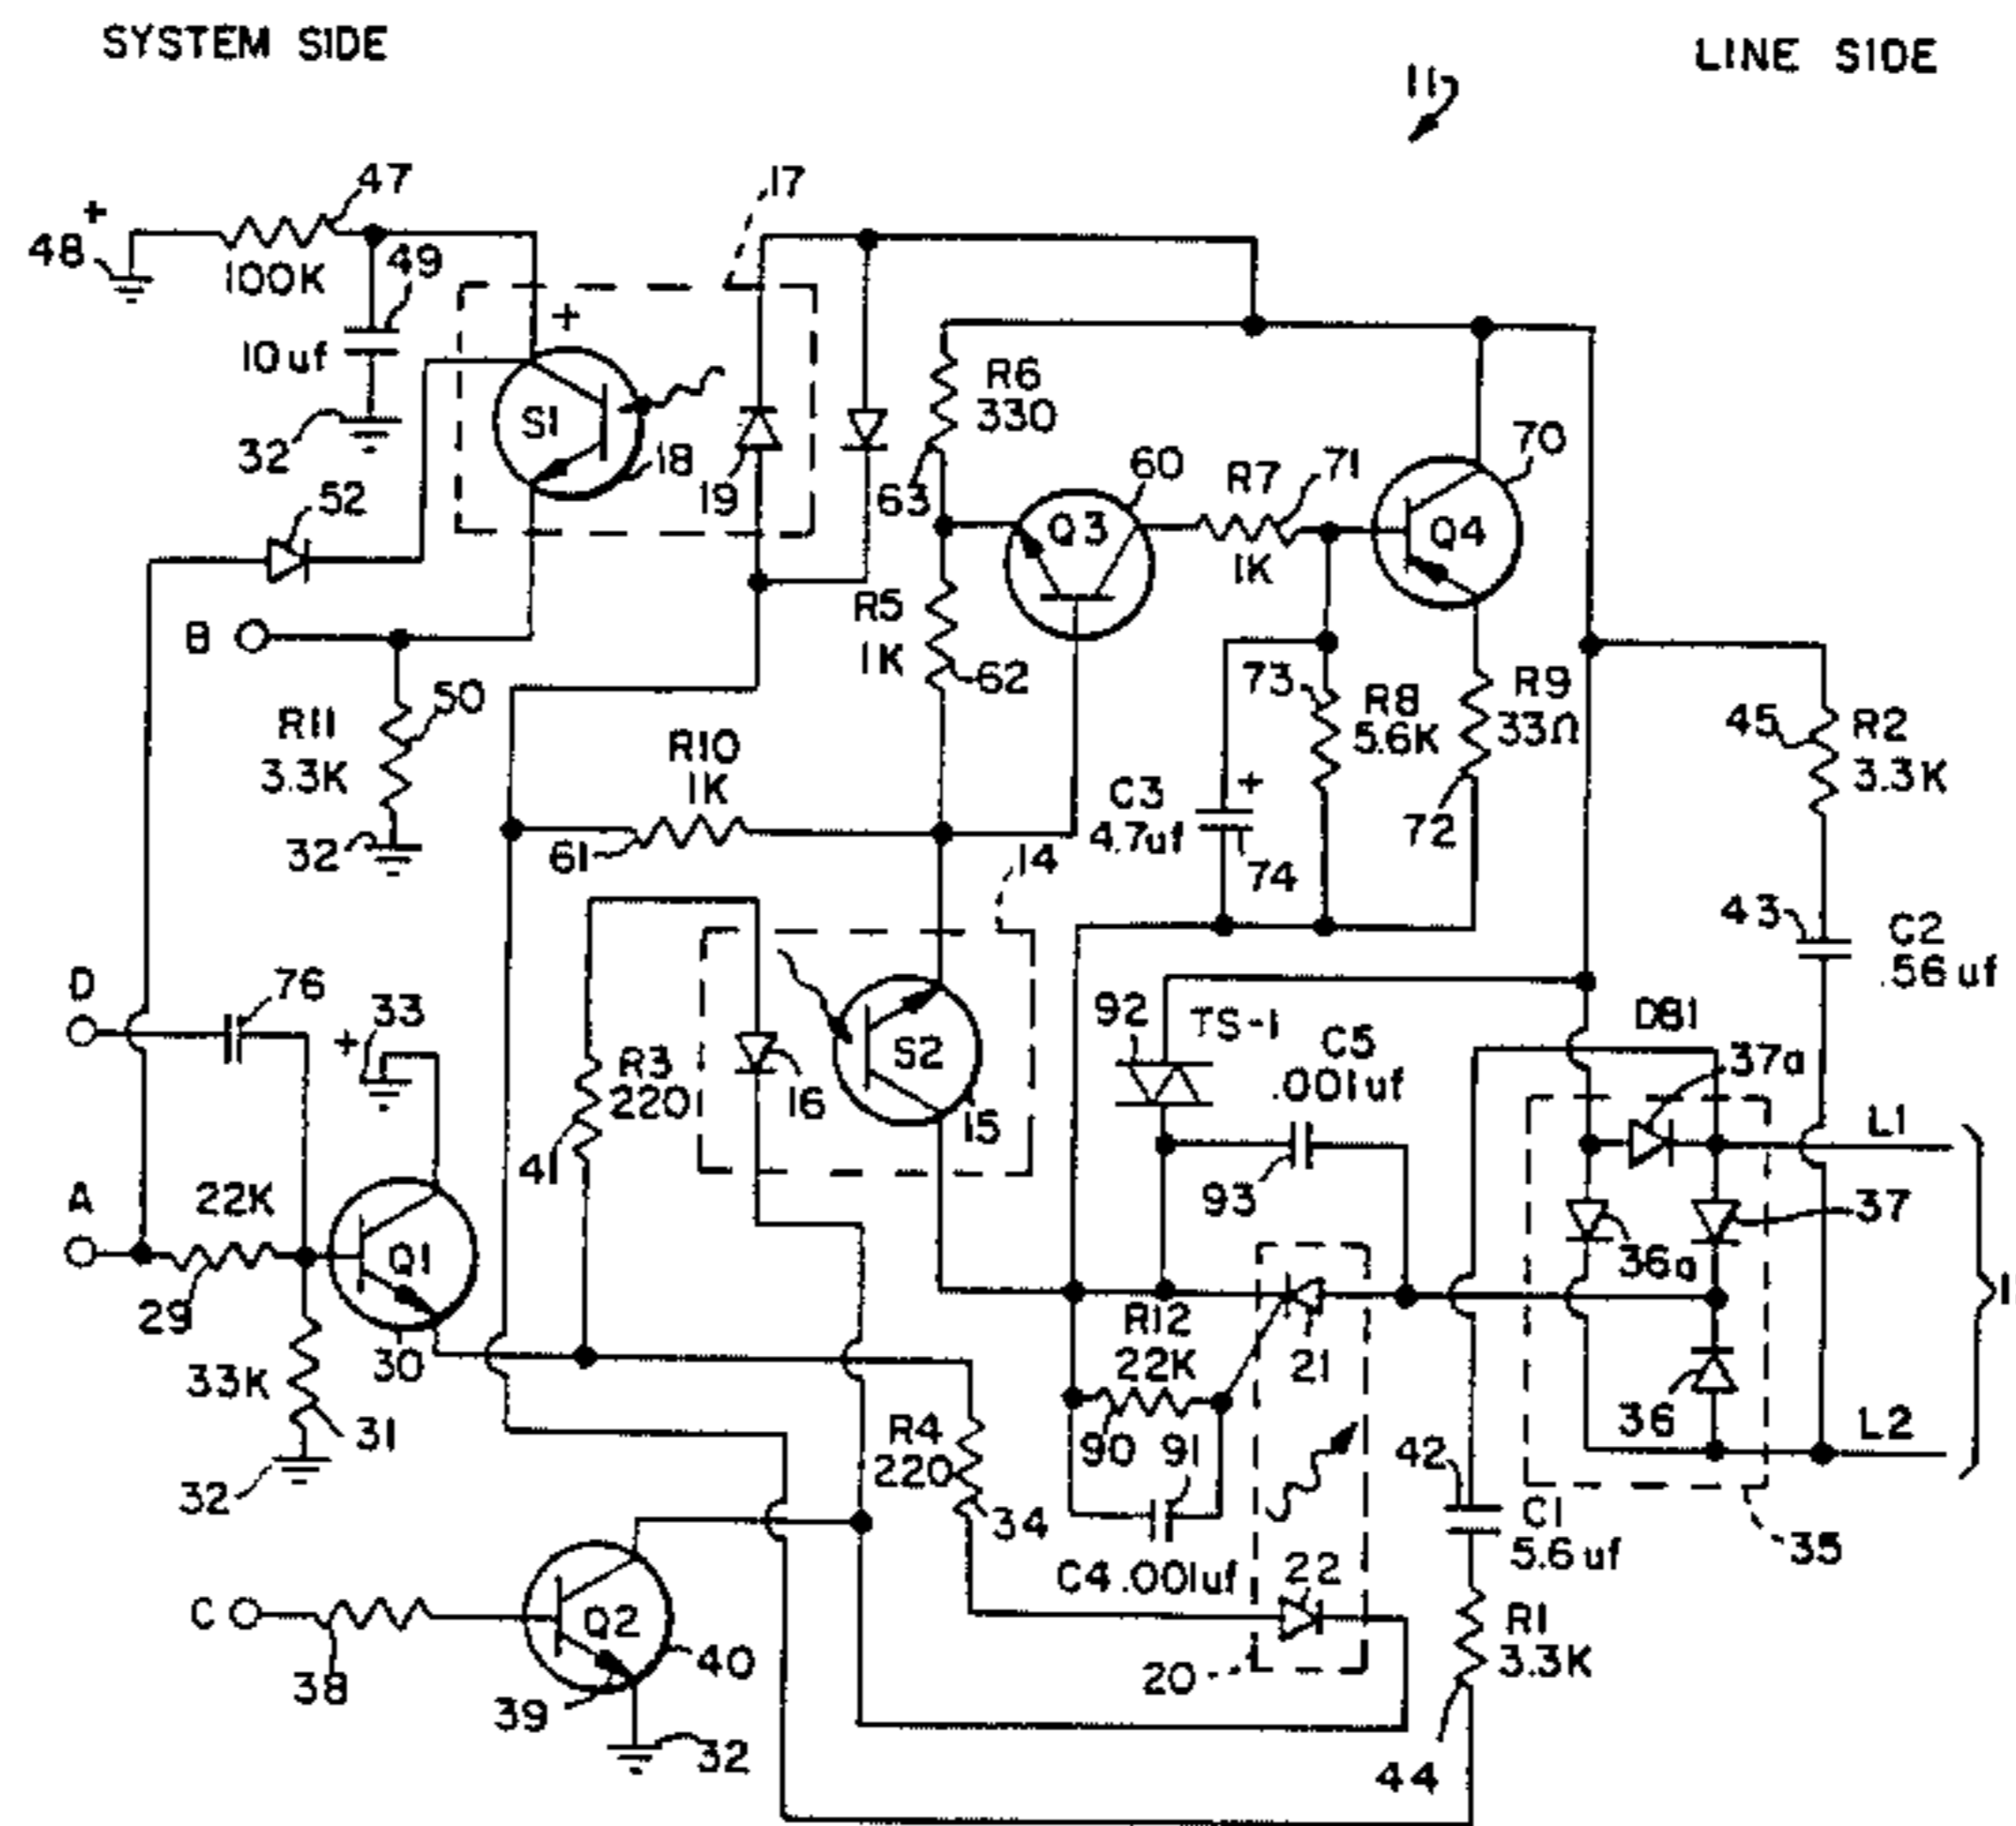 SYSTEM SIDE
LINE SIDE
11
47
17
+
48
100K
49
10uf
+
S1
18
19
32
52
R6
330
63
60
Q3
R7
71
1K
70
Q4
B
R5
1K
62
R11
3.3K
50
32
R10
1K
61
73
R8
5.6K
R9
33Ω
72
45
R2
3.3K
C3
4.7uf
+
74
14
43
C2
.56uf
D
76
+
33
R3
220
41
16
S2
15
92
TS-1
C5
.001uf
93
DB1
37a
L1
A
22K
29
Q1
30
36a
37
1
33K
31
32
R12
22K
21
90
91
36
L2
R4
220
34
C4 .001uf
42
C1
5.6uf
35
C
38
Q2
39
40
32
22
20
R1
3.3K
44